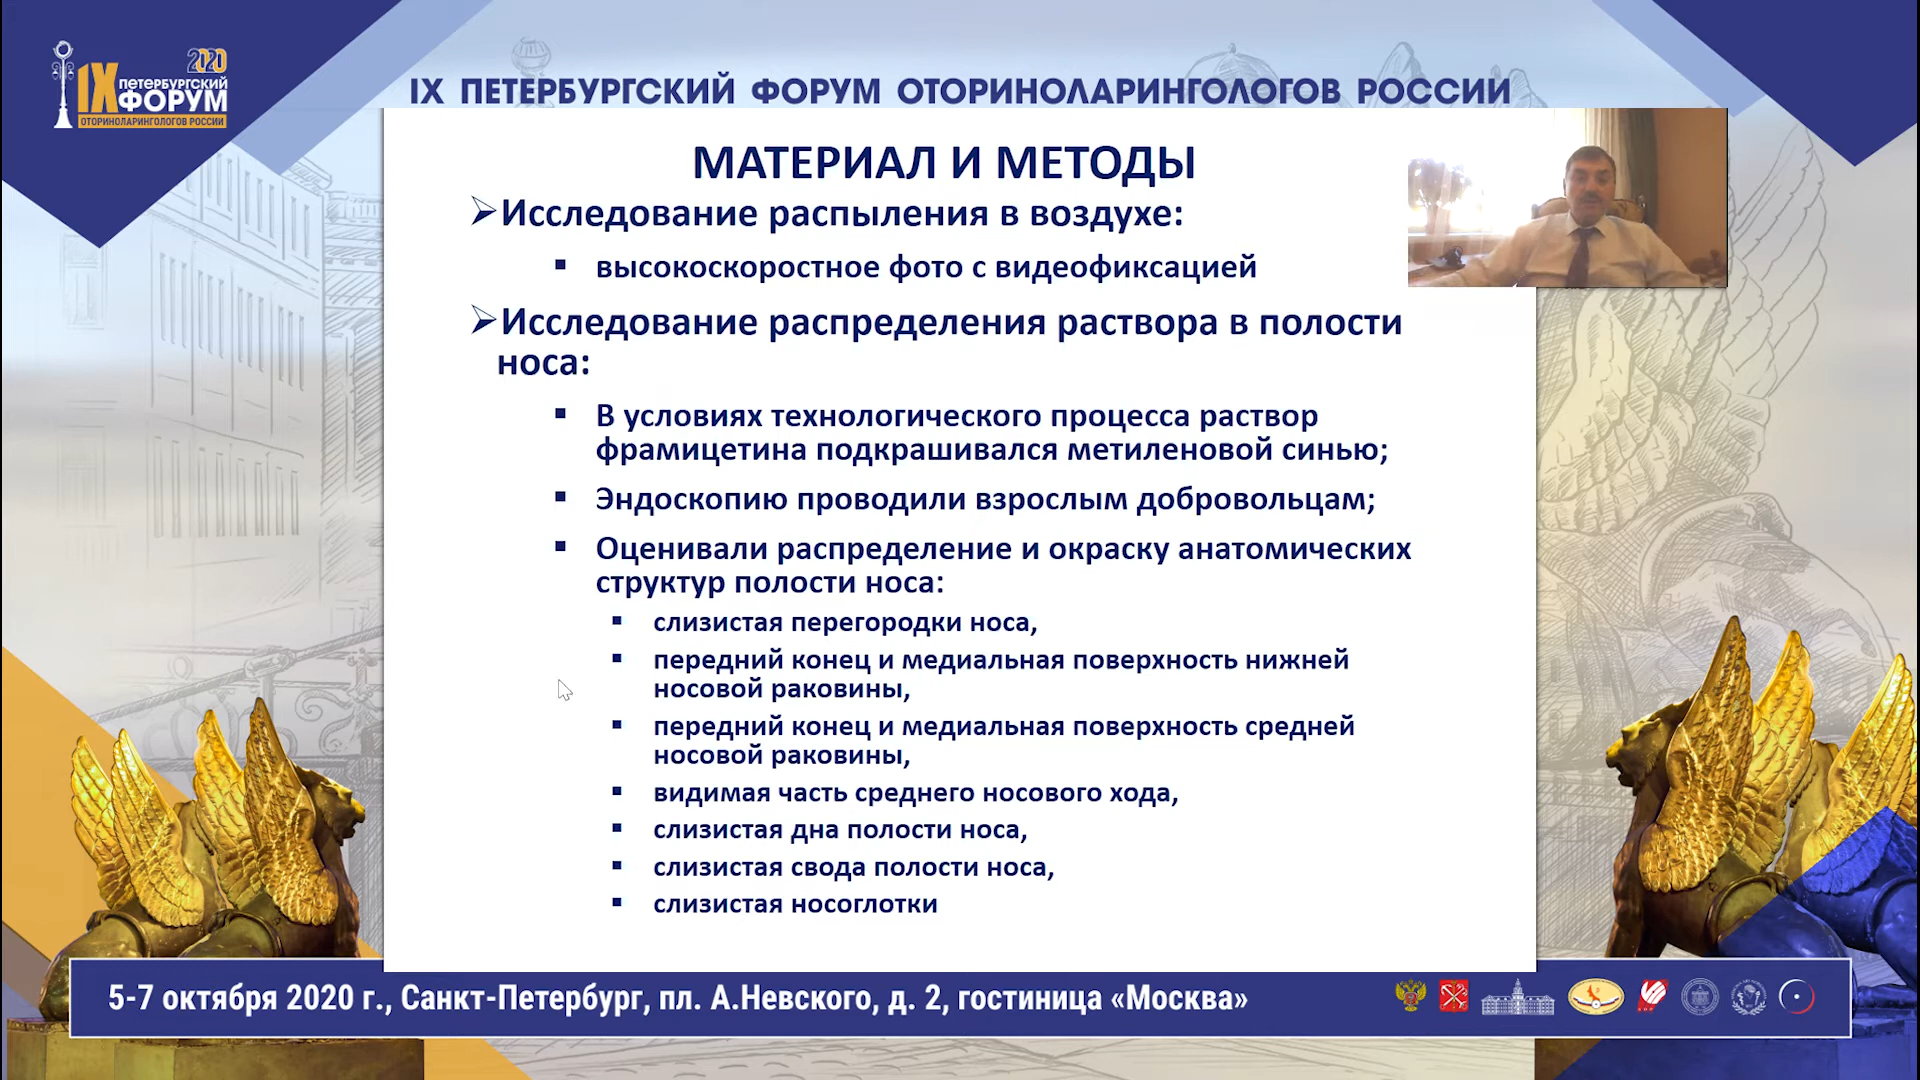 2020
IX ПЕТЕРБУРГСКИЙ
ФОРУМ
ОТОРИНОЛАРИНГОЛОГОВ РОССИИ
IX ПЕТЕРБУРГСКИЙ ФОРУМ ОТОРИНОЛАРИНГОЛОГОВ РОССИИ
МАТЕРИАЛ И МЕТОДЫ
Исследование распыления в воздухе:
высокоскоростное фото с видеофиксацией
Исследование распределения раствора в полости
носа:
В условиях технологического процесса раствор
фрамицетина подкрашивался метиленовой синью;
Эндоскопию проводили взрослым добровольцам;
Оценивали распределение и окраску анатомических
структур полости носа:
слизистая перегородки носа,
передний конец и медиальная поверхность нижней
носовой раковины,
передний конец и медиальная поверхность средней
носовой раковины,
видимая часть среднего носового хода,
слизистая дна полости носа,
слизистая свода полости носа,
слизистая носоглотки
5-7 октября 2020 г., Санкт-Петербург, пл. А.Невского, д. 2, гостиница «Москва»